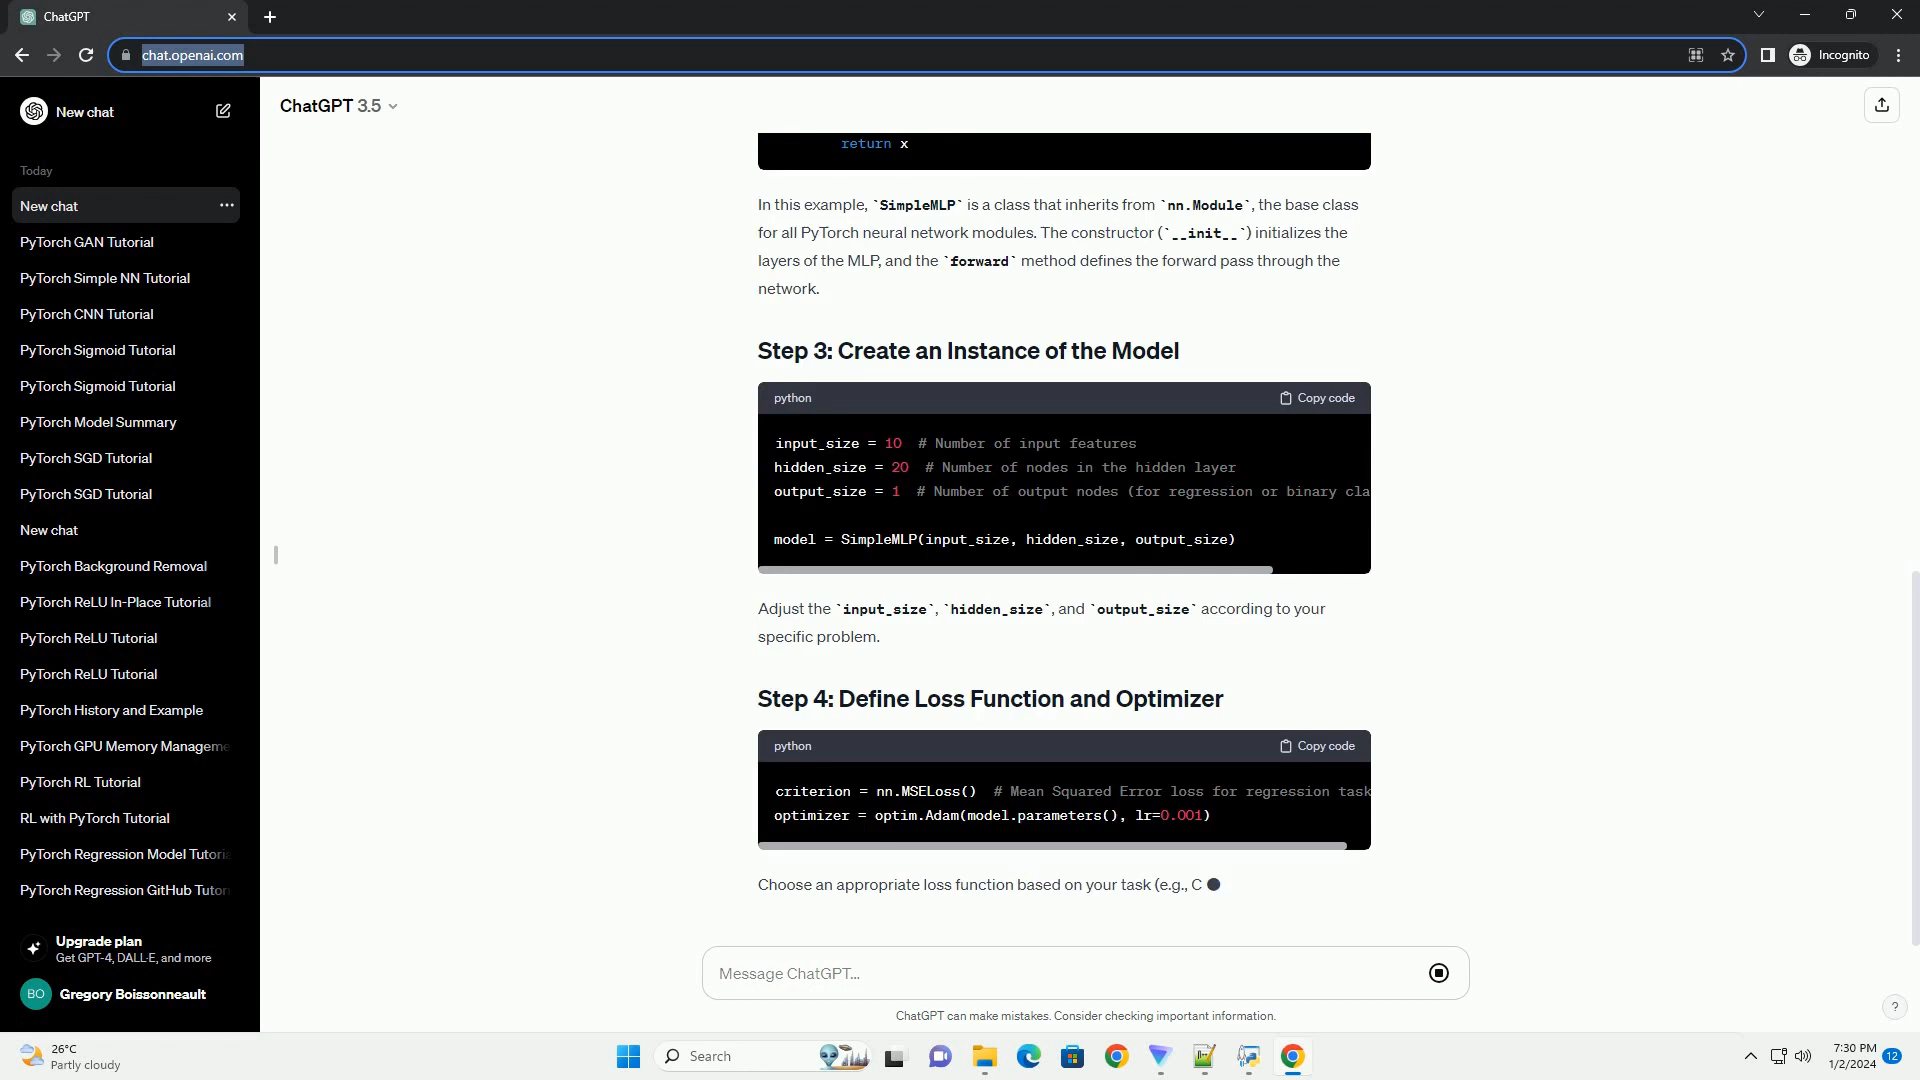 ChatGPT
chat.openai.com
Incognito
New chat
Today
New chat
PyTorch GAN Tutorial
PyTorch Simple NN Tutorial
PyTorch CNN Tutorial
PyTorch Sigmoid Tutorial
PyTorch Sigmoid Tutorial
PyTorch Model Summary
PyTorch SGD Tutorial
PyTorch SGD Tutorial
New chat
PyTorch Background Removal
PyTorch ReLU In-Place Tutorial
PyTorch ReLU Tutorial
PyTorch ReLU Tutorial
PyTorch History and Example
PyTorch GPU Memory Manageme
PyTorch RL Tutorial
RL with PyTorch Tutorial
PyTorch Regression Model Tutoria
PyTorch Regression GitHub Tutor
Upgrade plan
Get GPT-4, DALL·E, and more
BO Gregory Boissonneault
ChatGPT 3.5
return x
In this example, `SimpleMLP` is a class that inherits from `nn.Module`, the base class
for all PyTorch neural network modules. The constructor (`__init__`) initializes the
layers of the MLP, and the `forward` method defines the forward pass through the
network.
Step 3: Create an Instance of the Model
python Copy code
input_size = 10  # Number of input features
hidden_size = 20  # Number of nodes in the hidden layer
output_size = 1  # Number of output nodes (for regression or binary cla
model = SimpleMLP(input_size, hidden_size, output_size)
Adjust the `input_size`, `hidden_size`, and `output_size` according to your
specific problem.
Step 4: Define Loss Function and Optimizer
python Copy code
criterion = nn.MSELoss()  # Mean Squared Error loss for regression task
optimizer = optim.Adam(model.parameters(), lr=0.001)
Choose an appropriate loss function based on your task (e.g., C
Message ChatGPT...
ChatGPT can make mistakes. Consider checking important information.
?
26°C
Partly cloudy
Search
7:30 PM
1/2/2024
12